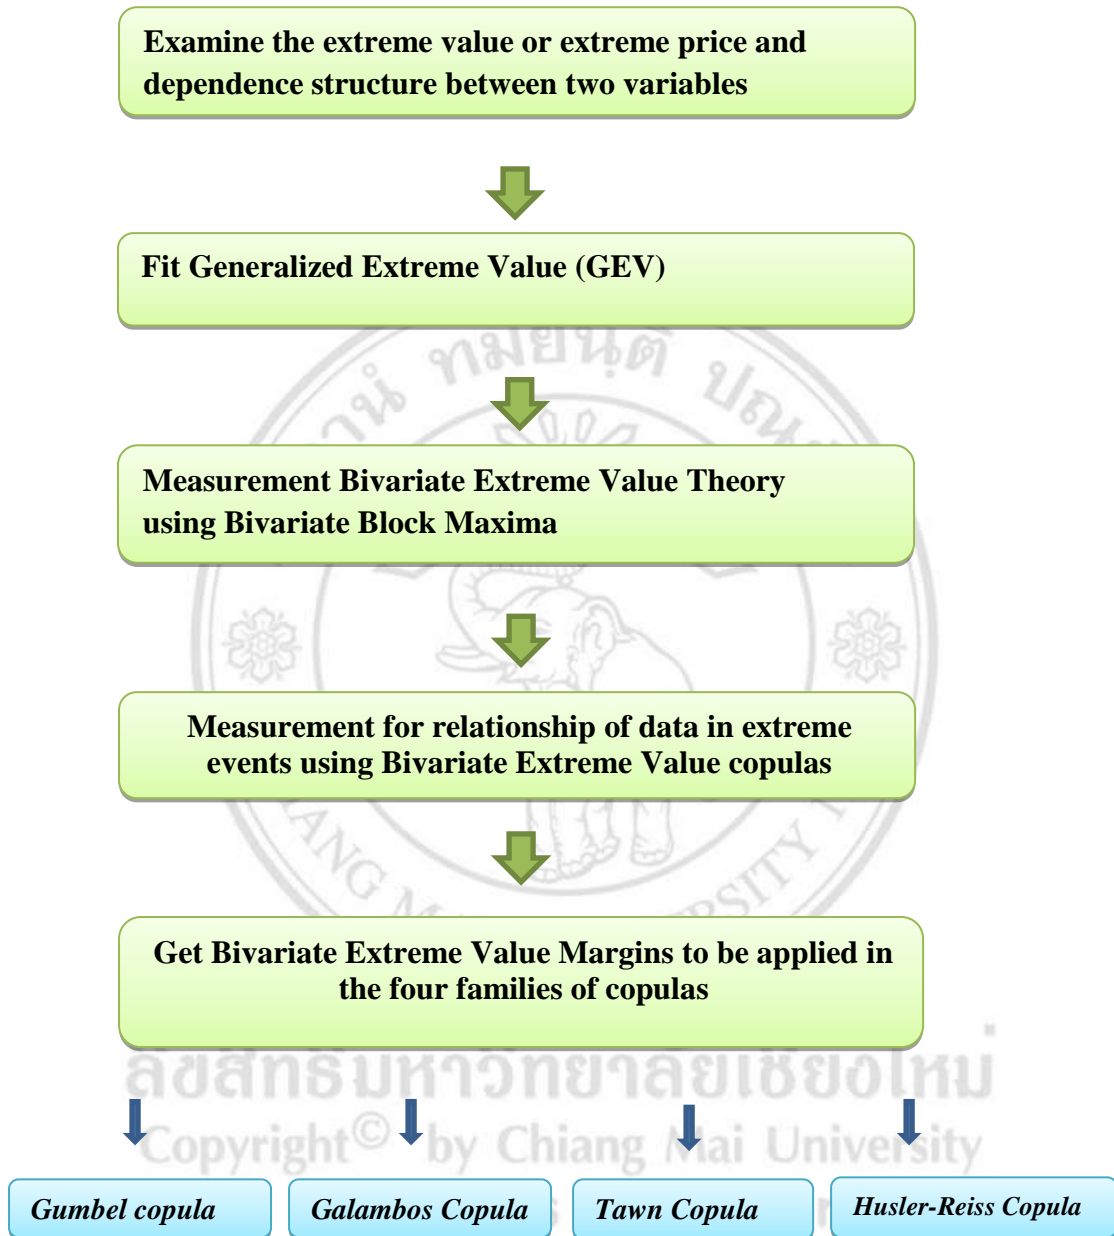 Examine the extreme value or extreme price and
dependence structure between two variables
Fit Generalized Extreme Value (GEV)
Measurement Bivariate Extreme Value Theory
using Bivariate Block Maxima
Measurement for relationship of data in extreme
events using Bivariate Extreme Value copulas
Get Bivariate Extreme Value Margins to be applied in
the four families of copulas
ลิขสิทธิ์มหาวิทยาลัยเชียงใหม่
Copyright© by Chiang Mai University
Gumbel copula
Galambos Copula
Tawn Copula
Husler-Reiss Copula